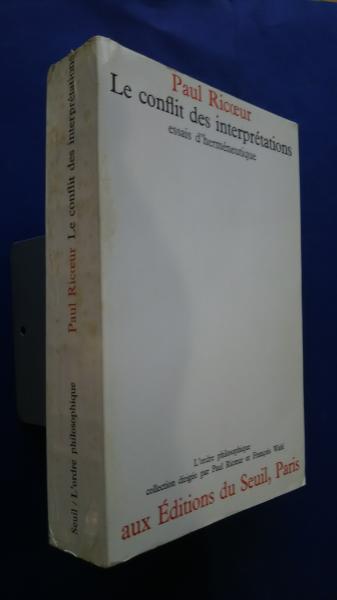 Paul Ricœur
Le conflit des interprétations
essais d'herméneutique
L'ordre philosophique
collection dirigée par Paul Ricœur et François Wahl
aux Éditions du Seuil, Paris
Seuil / L'ordre philosophique Paul Ricœur Le conflit des interprétations